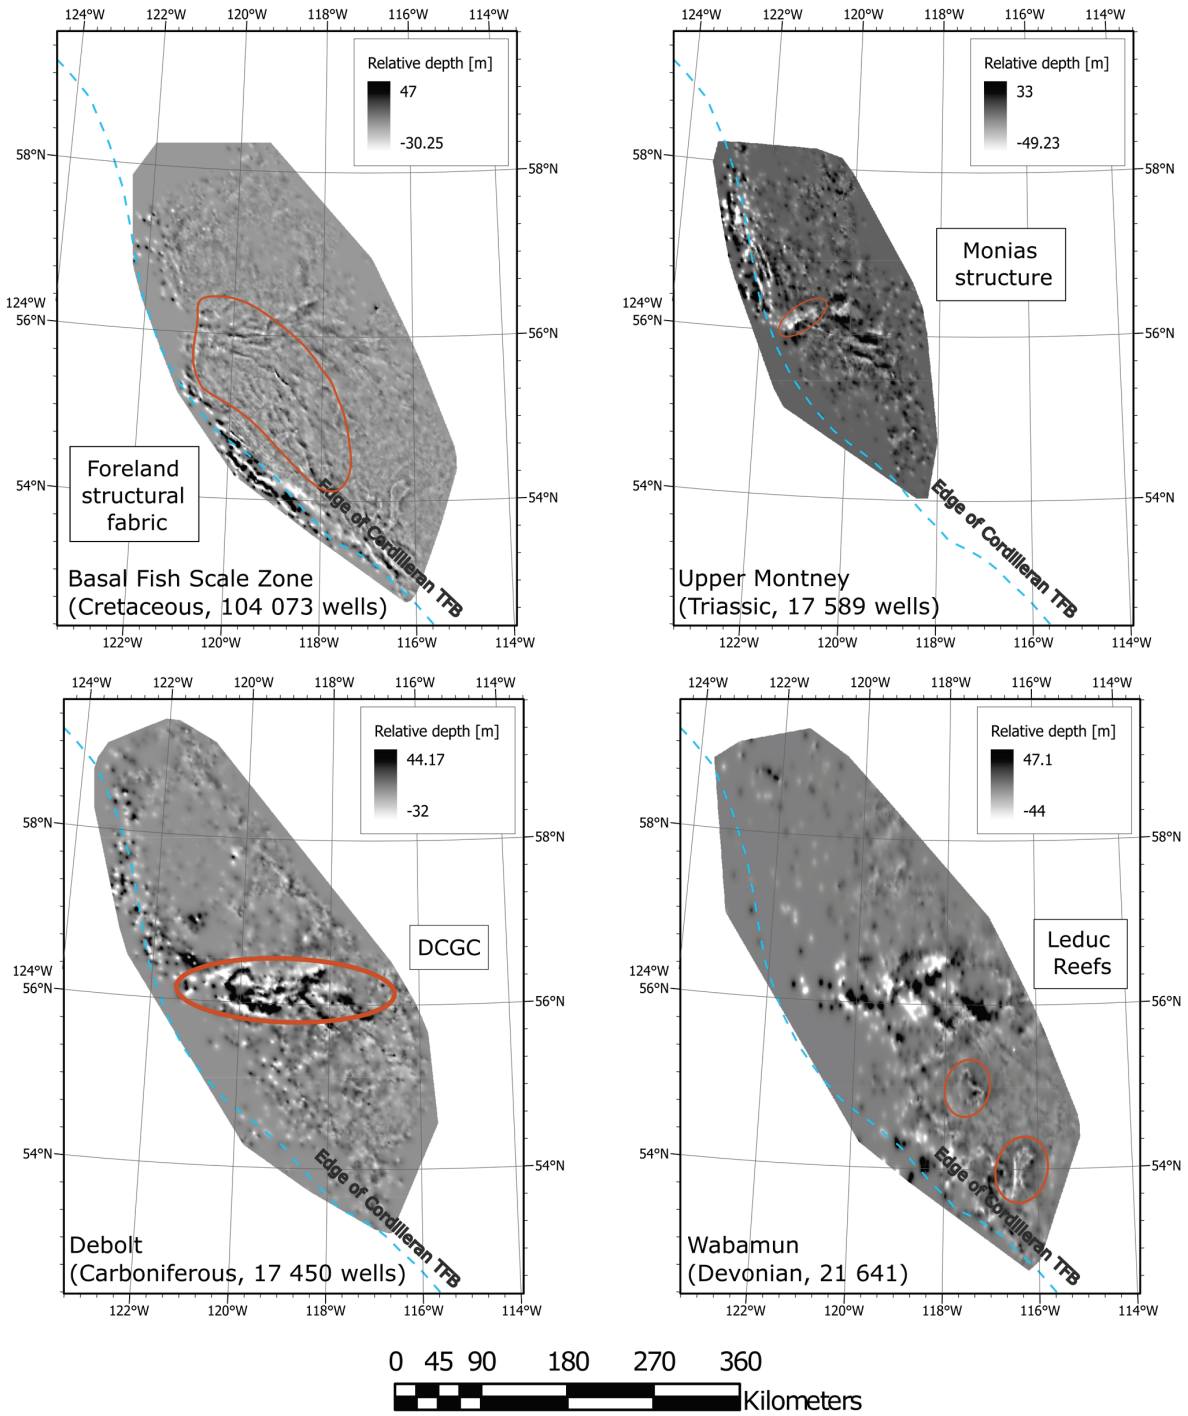 124°W 122°W 120°W 118°W 116°W 114°W
Relative depth [m]
47
-30.25
58°N
58°N
124°W
56°N
56°N
54°N
54°N
Foreland
structural
fabric
Edge of Cordilleran TFB
Basal Fish Scale Zone
(Cretaceous, 104 073 wells)
122°W 120°W 118°W 116°W 114°W
124°W 122°W 120°W 118°W 116°W 114°W
Relative depth [m]
33
-49.23
58°N
58°N
Monias
structure
124°W
56°N
56°N
54°N
54°N
Edge of Cordilleran TFB
Upper Montney
(Triassic, 17 589 wells)
122°W 120°W 118°W 116°W 114°W
124°W 122°W 120°W 118°W 116°W 114°W
Relative depth [m]
44.17
-32
58°N
58°N
DCGC
124°W
56°N
56°N
54°N
54°N
Edge of Cordilleran TFB
Debolt
(Carboniferous, 17 450 wells)
122°W 120°W 118°W 116°W 114°W
124°W 122°W 120°W 118°W 116°W 114°W
Relative depth [m]
47.1
-44
58°N
58°N
Leduc
Reefs
124°W
56°N
56°N
54°N
54°N
Edge of Cordilleran TFB
Wabamun
(Devonian, 21 641)
122°W 120°W 118°W 116°W 114°W
0 45 90 180 270 360
Kilometers